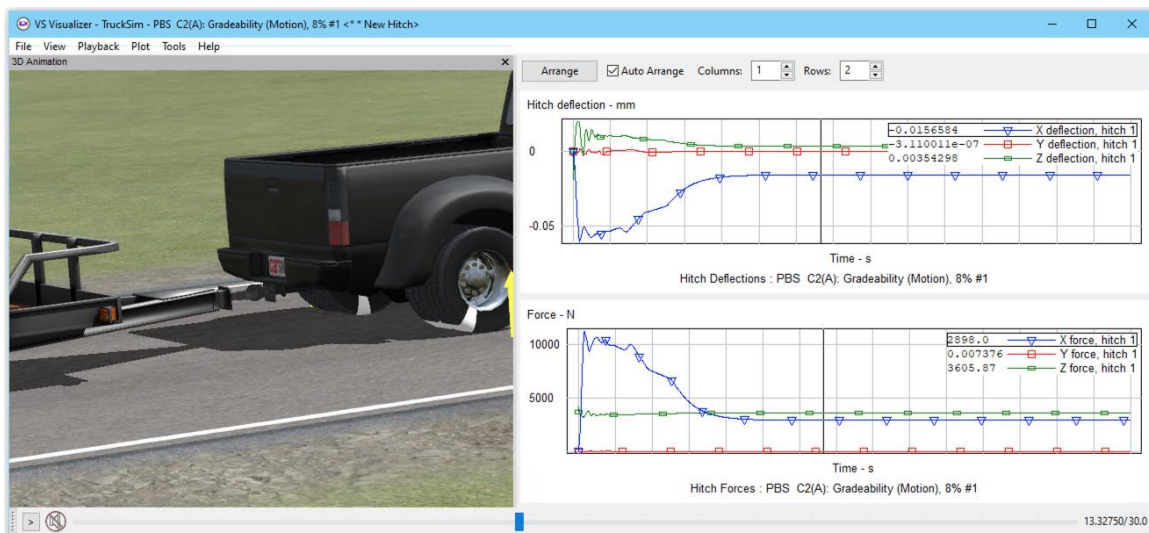 VS Visualizer - TruckSim - PBS C2(A): Gradeability (Motion), 8% #1 <* * New Hitch>
File View Playback Plot Tools Help
3D Animation
Arrange Auto Arrange Columns: 1 Rows: 2
Hitch deflection - mm
-0.0156584 X deflection, hitch 1
-3.110011e-07 Y deflection, hitch 1
0.00354298 Z deflection, hitch 1
0
-0.05
Time - s
Hitch Deflections : PBS C2(A): Gradeability (Motion), 8% #1
Force - N
2898.0 X force, hitch 1
0.007376 Y force, hitch 1
3605.87 Z force, hitch 1
10000
5000
Time - s
Hitch Forces : PBS C2(A): Gradeability (Motion), 8% #1
> 13.32750/30.0